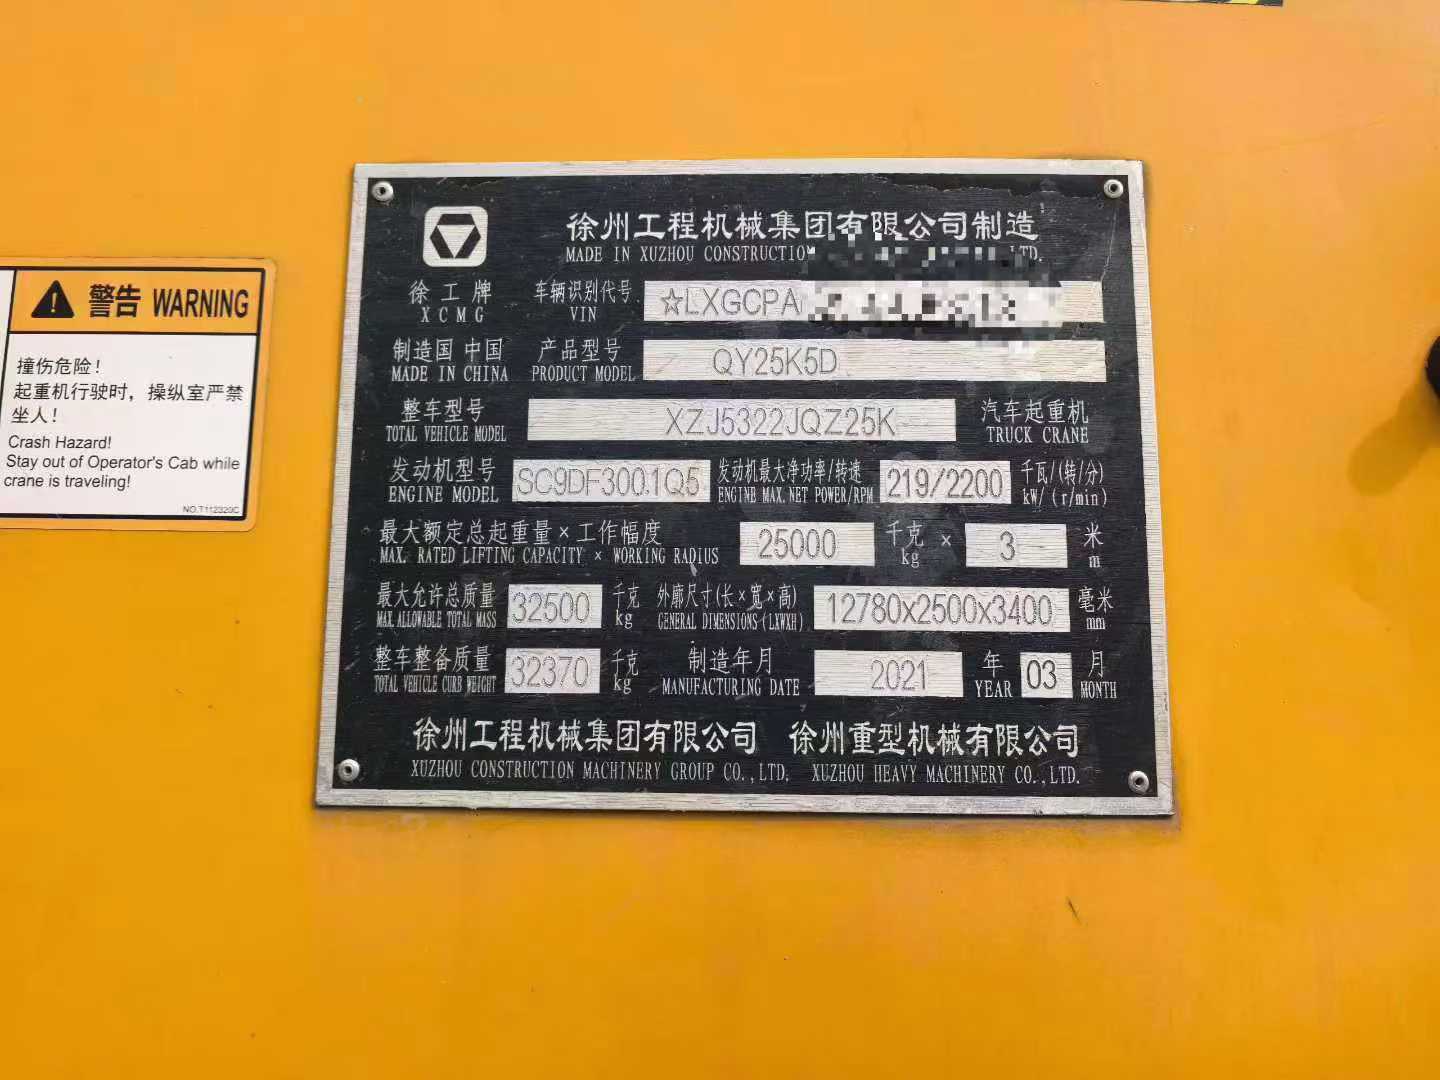 警告 WARNING
撞伤危险！
起重机行驶时，操纵室严禁
坐人！
Crash Hazard!
Stay out of Operator's Cab while
crane is traveling!
NO.T112320C
徐州工程机械集团有限公司制造
MADE IN XUZHOU CONSTRUCTION LTD.
徐工牌 车辆识别代号 ☆LXGCPA
XCMG VIN
制造国 中国 产品型号 QY25K5D
MADE IN CHINA PRODUCT MODEL
整车型号 XZJ5322JQZ25K 汽车起重机
TOTAL VEHICLE MODEL TRUCK CRANE
发动机型号 SC9DF300.1Q5 发动机最大净功率/转速 219/2200 千瓦/(转/分)
ENGINE MODEL ENGINE MAX. NET POWER/RPM kW/(r/min)
最大额定总起重量×工作幅度 25000 千克 × 3 米
MAX. RATED LIFTING CAPACITY × WORKING RADIUS kg m
最大允许总质量 32500 千克 外廓尺寸(长×宽×高) 12780x2500x3400 毫米
MAX. ALLOWABLE TOTAL MASS kg GENERAL DIMENSIONS(LXWXH) mm
整车整备质量 32370 千克 制造年月 2021 年 03 月
TOTAL VEHICLE CURB WEIGHT kg MANUFACTURING DATE YEAR MONTH
徐州工程机械集团有限公司 徐州重型机械有限公司
XUZHOU CONSTRUCTION MACHINERY GROUP CO.,LTD. XUZHOU HEAVY MACHINERY CO.,LTD.